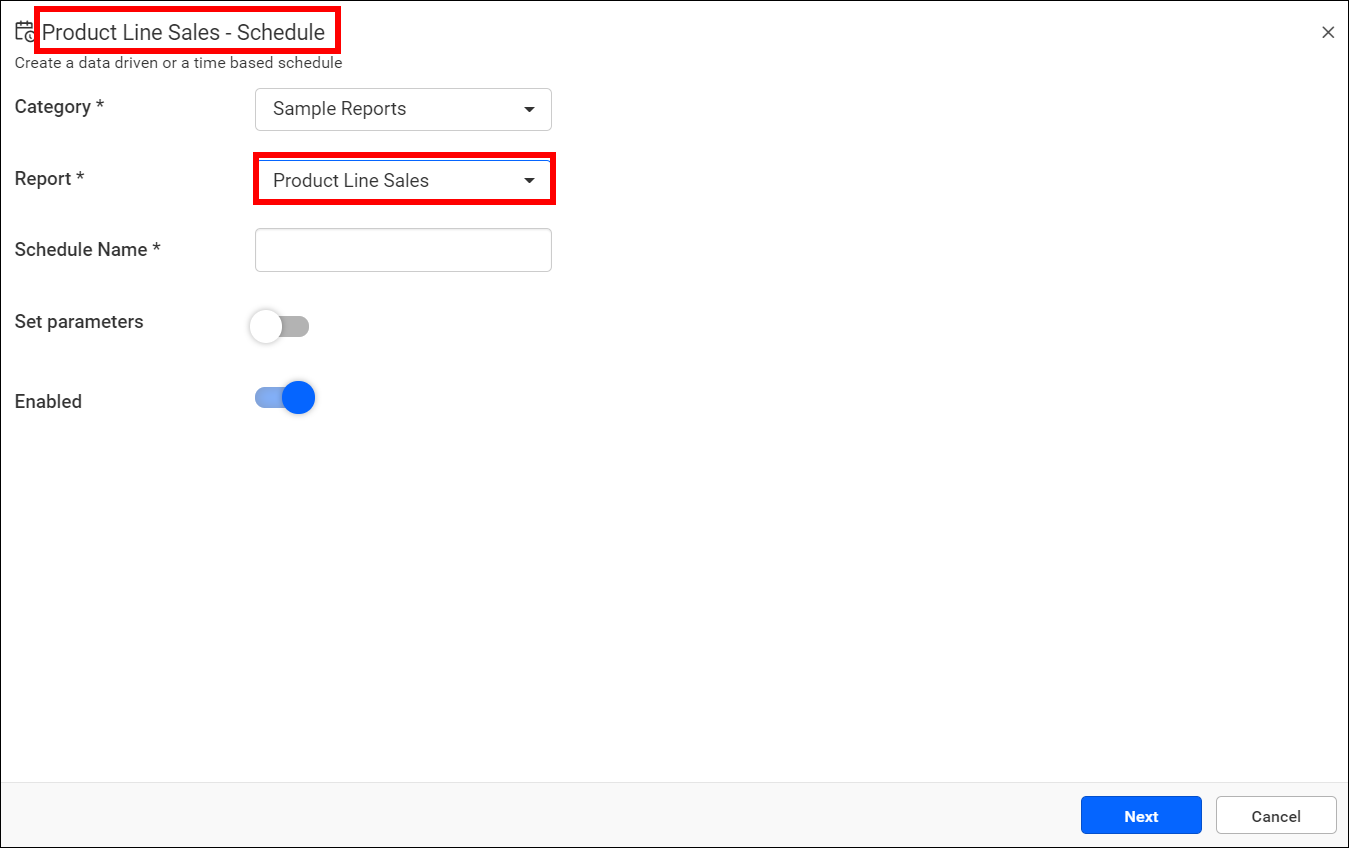 Product Line Sales - Schedule
Create a data driven or a time based schedule
Category *
Sample Reports
Report *
Product Line Sales
Schedule Name *
Set parameters
Enabled
Next
Cancel